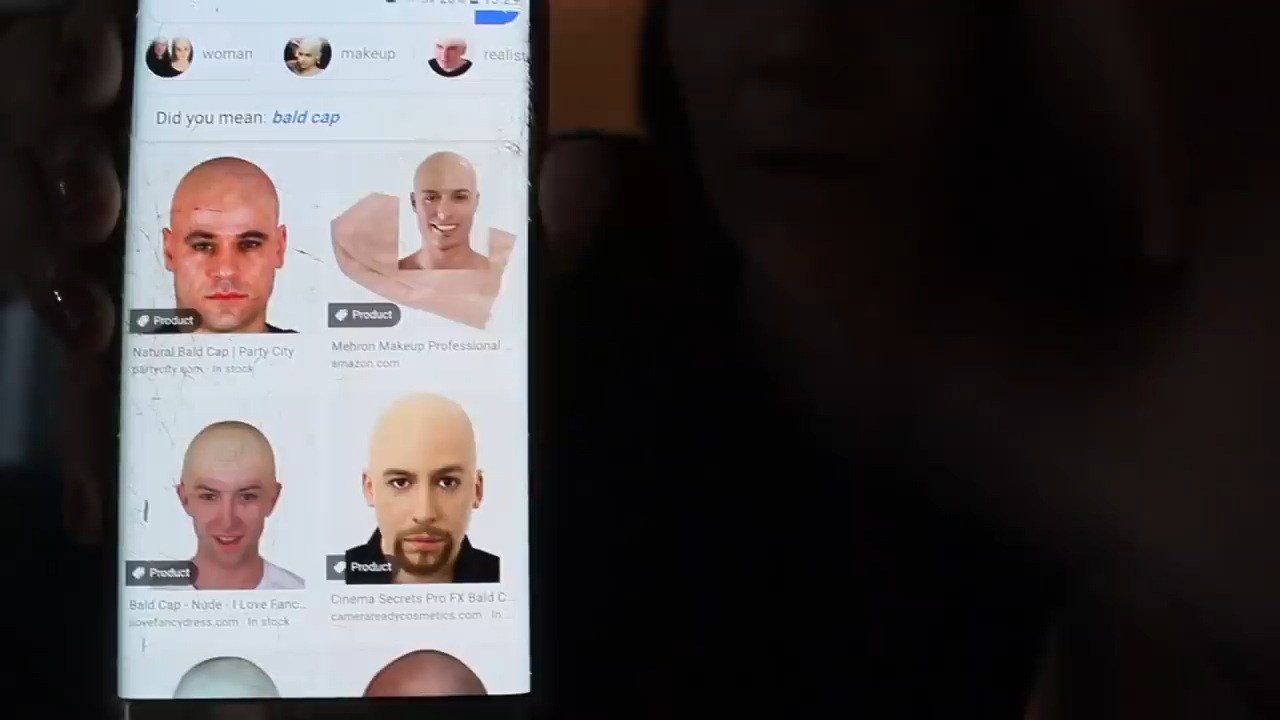 woman
makeup
realist
Did you mean: bald cap
Product
Product
Natural Bald Cap | Party City
partycity.com · In stock
Mehron Makeup Professional ...
amazon.com
Product
Product
Bald Cap - Nude - I Love Fanc...
ilovefancydress.com · In stock
Cinema Secrets Pro FX Bald C...
camerareadycosmetics.com · In ...